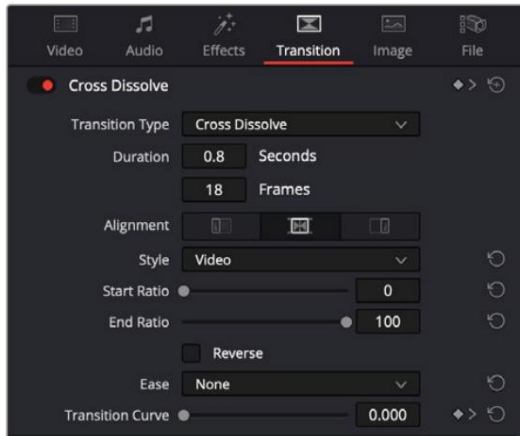 Video Audio Effects Transition Image File
Cross Dissolve
Transition Type Cross Dissolve
Duration 0.8 Seconds
18 Frames
Alignment
Style Video
Start Ratio 0
End Ratio 100
Reverse
Ease None
Transition Curve 0.000